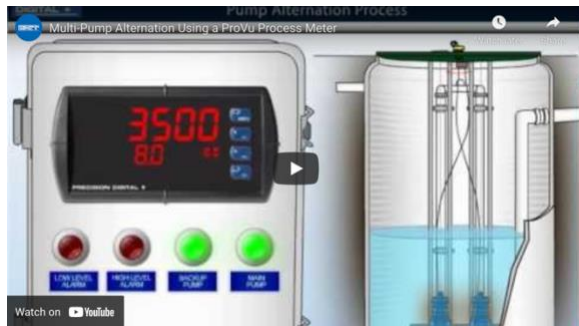 Pump Alternation Process
Multi-Pump Alternation Using a ProVu Process Meter
3500
8.0
PRECISION DIGITAL
LOW LEVEL
ALARM
HIGH LEVEL
ALARM
BACKUP
PUMP
MAIN
PUMP
Watch on YouTube